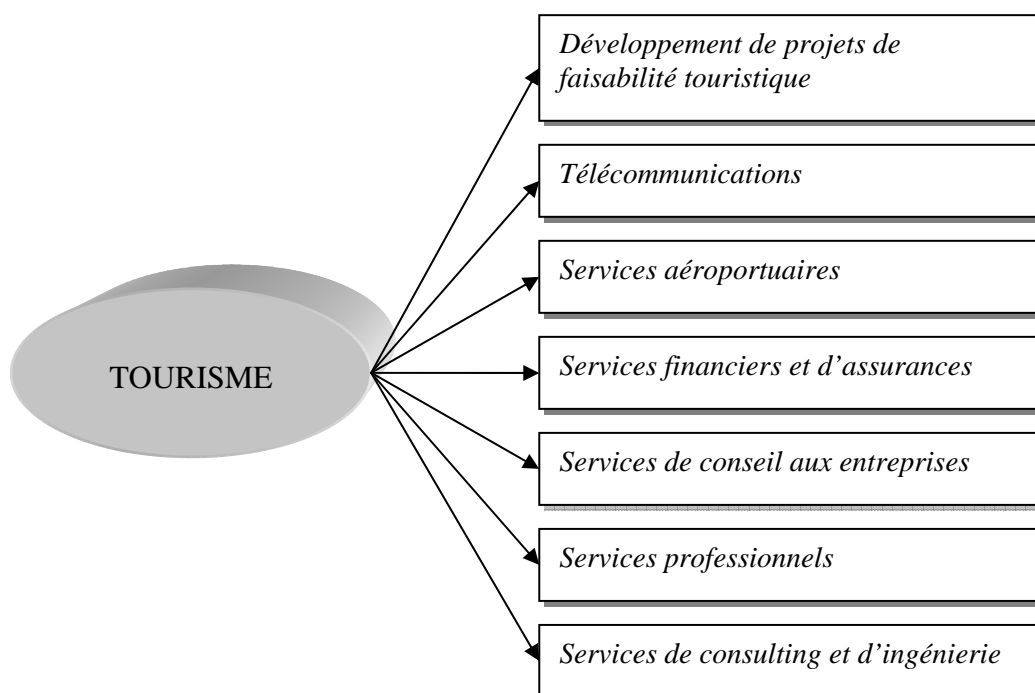 Développement de projets de
faisabilité touristique
Télécommunications
Services aéroportuaires
TOURISME
Services financiers et d’assurances
Services de conseil aux entreprises
Services professionnels
Services de consulting et d’ingénierie